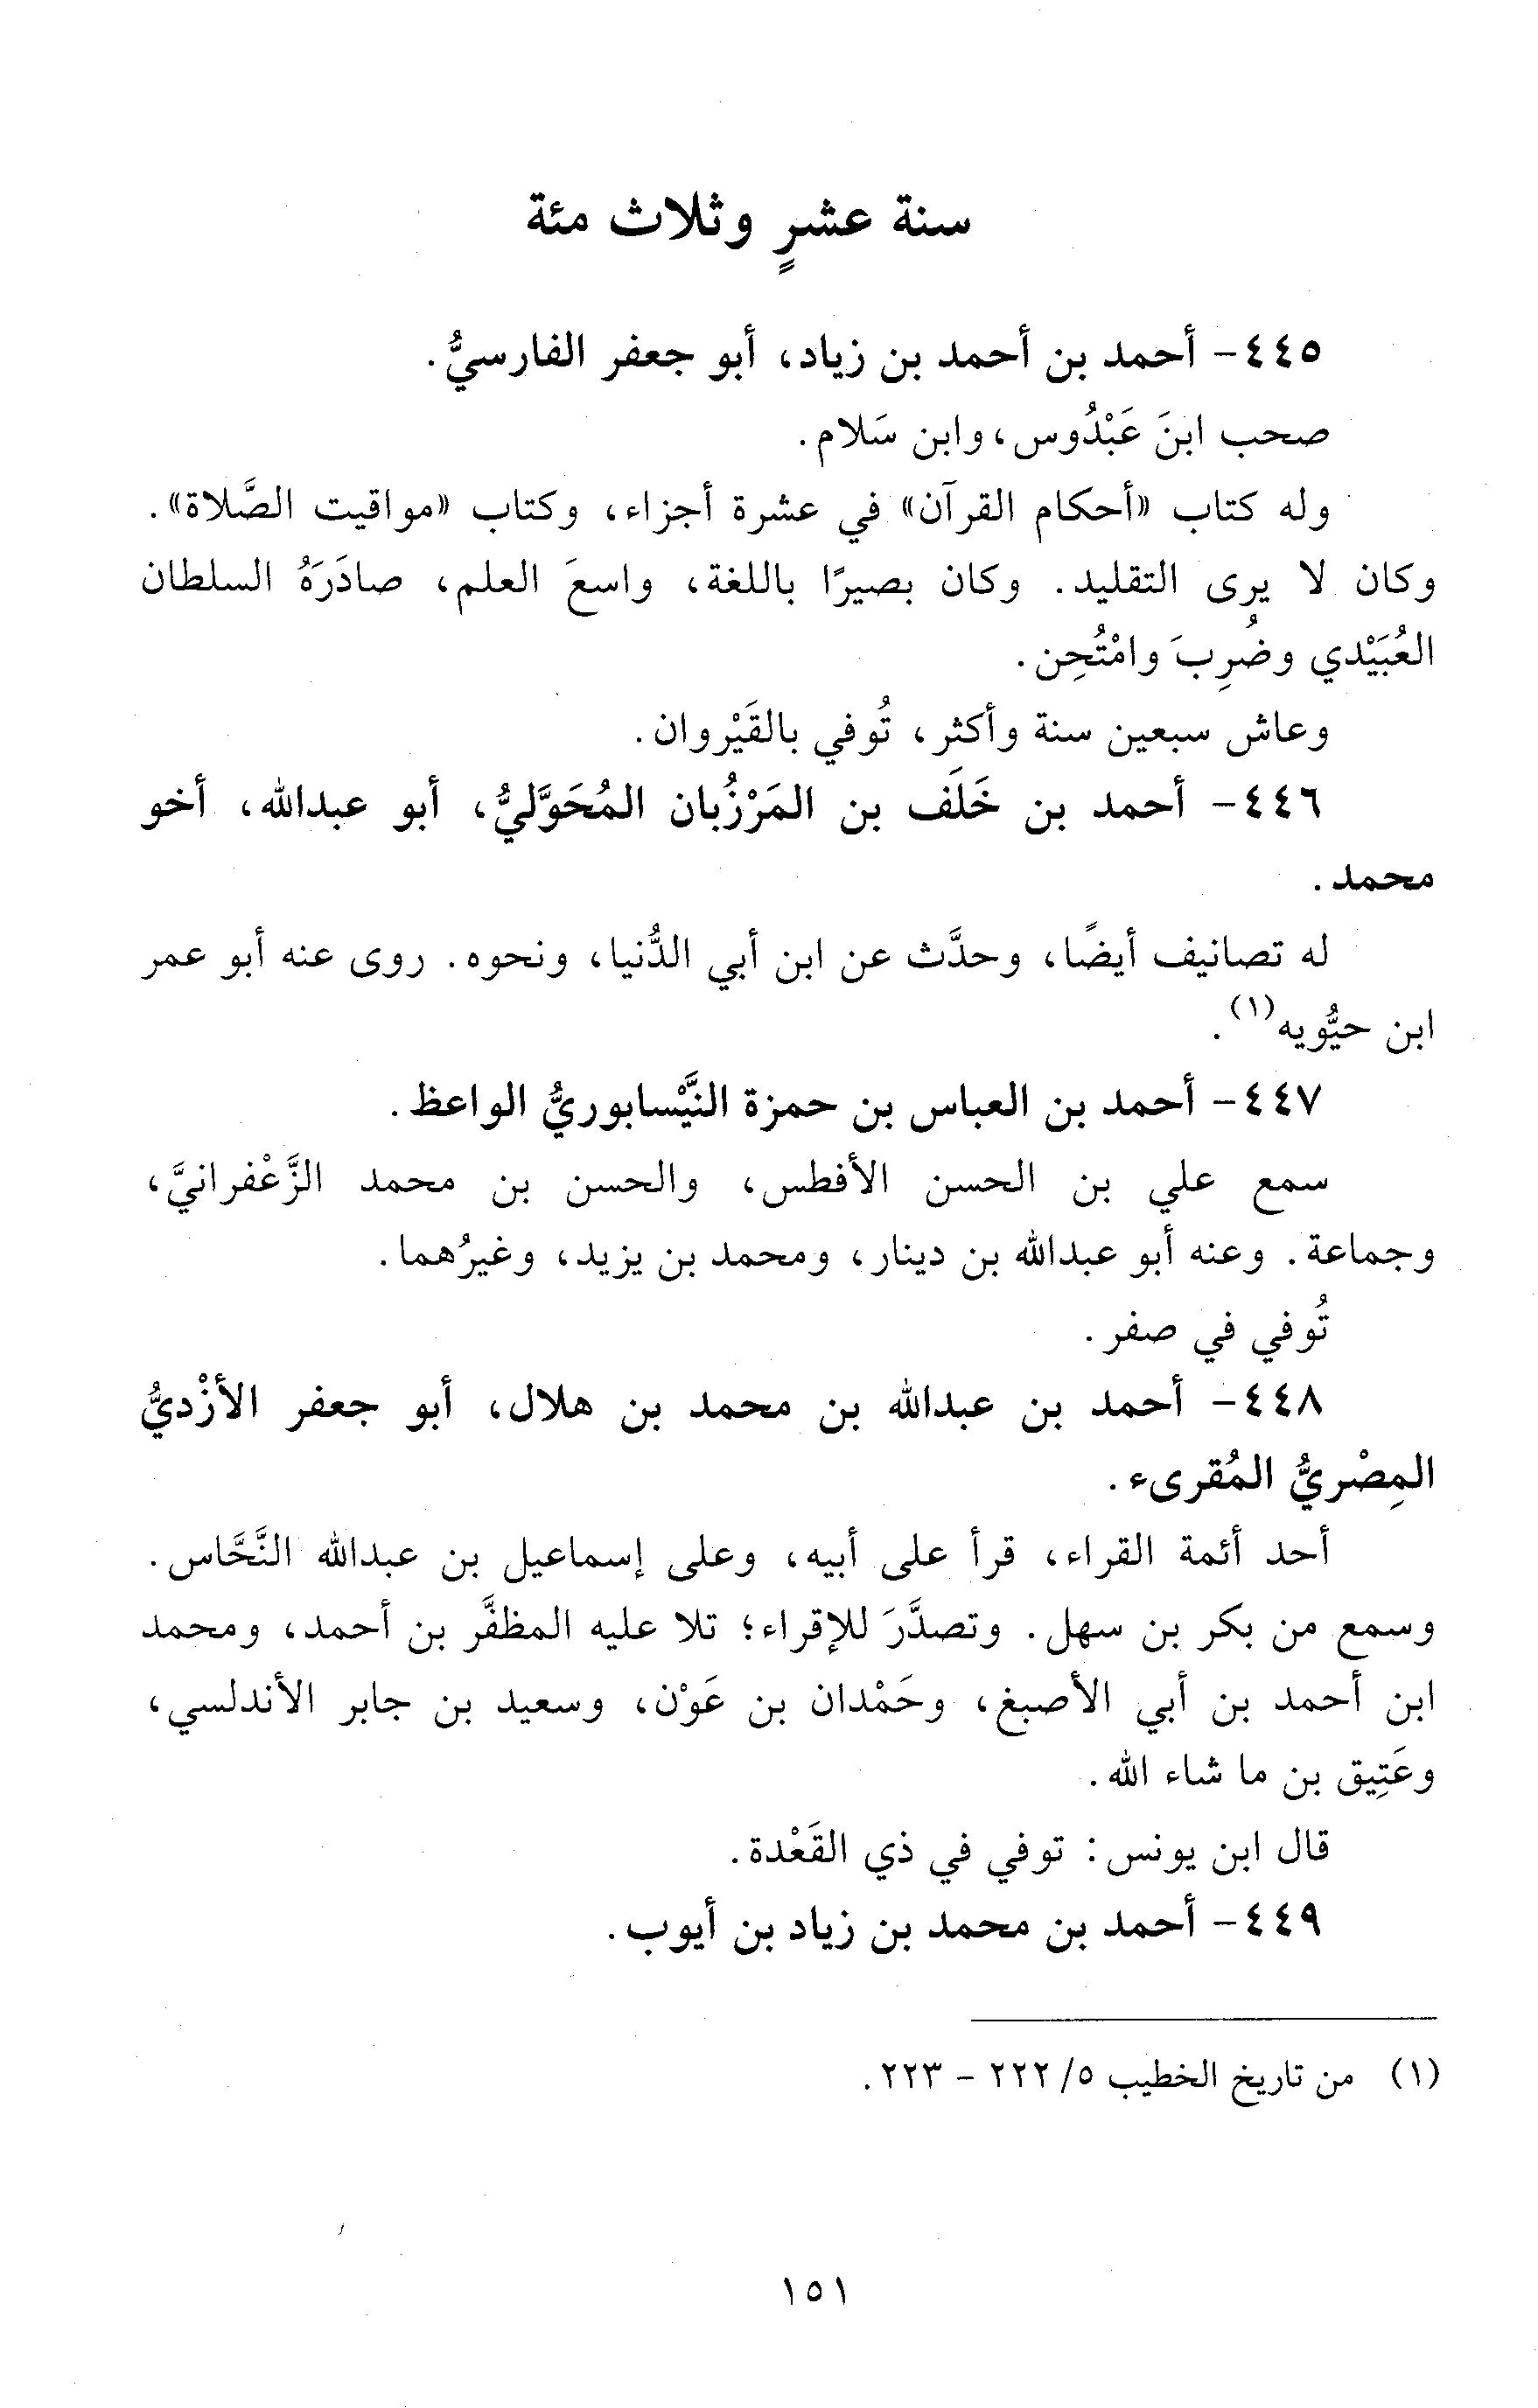 سنة عشرٍ وثلاث مئة
٤٤٥- أحمد بن أحمد بن زياد، أبو جعفر الفارسيُّ.
صحب ابنَ عَبْدُوس، وابن سَلام.
وله كتاب «أحكام القرآن» في عشرة أجزاء، وكتاب «مواقيت الصَّلاة».
وكان لا يرى التقليد. وكان بصيرًا باللغة، واسعَ العلم، صادَرَهُ السلطان
العُبَيْدي وضُرِبَ وامْتُحِن.
وعاش سبعين سنة وأكثر، تُوفي بالقَيْروان.
٤٤٦- أحمد بن خَلَف بن المَرْزُبان المُحَوَّليُّ، أبو عبدالله، أخو
محمد.
له تصانيف أيضًا، وحدَّث عن ابن أبي الدُّنيا، ونحوه. روى عنه أبو عمر
ابن حيُّويه(١).
٤٤٧- أحمد بن العباس بن حمزة النَّيْسابوريُّ الواعظ.
سمع علي بن الحسن الأفطس، والحسن بن محمد الزَّعْفرانيَّ،
وجماعة. وعنه أبو عبدالله بن دينار، ومحمد بن يزيد، وغيرُهما.
تُوفي في صفر.
٤٤٨- أحمد بن عبدالله بن محمد بن هلال، أبو جعفر الأزْديُّ
المِصْريُّ المُقرىء.
أحد أئمة القراء، قرأ على أبيه، وعلى إسماعيل بن عبدالله النَّحَّاس.
وسمع من بكر بن سهل. وتصدَّرَ للإقراء؛ تلا عليه المظفَّر بن أحمد، ومحمد
ابن أحمد بن أبي الأصبغ، وحَمْدان بن عَوْن، وسعيد بن جابر الأندلسي،
وعَتِيق بن ما شاء الله.
قال ابن يونس: توفي في ذي القَعْدة.
٤٤٩- أحمد بن محمد بن زياد بن أيوب.
(١) من تاريخ الخطيب ٥/ ٢٢٢ - ٢٢٣.
١٥١